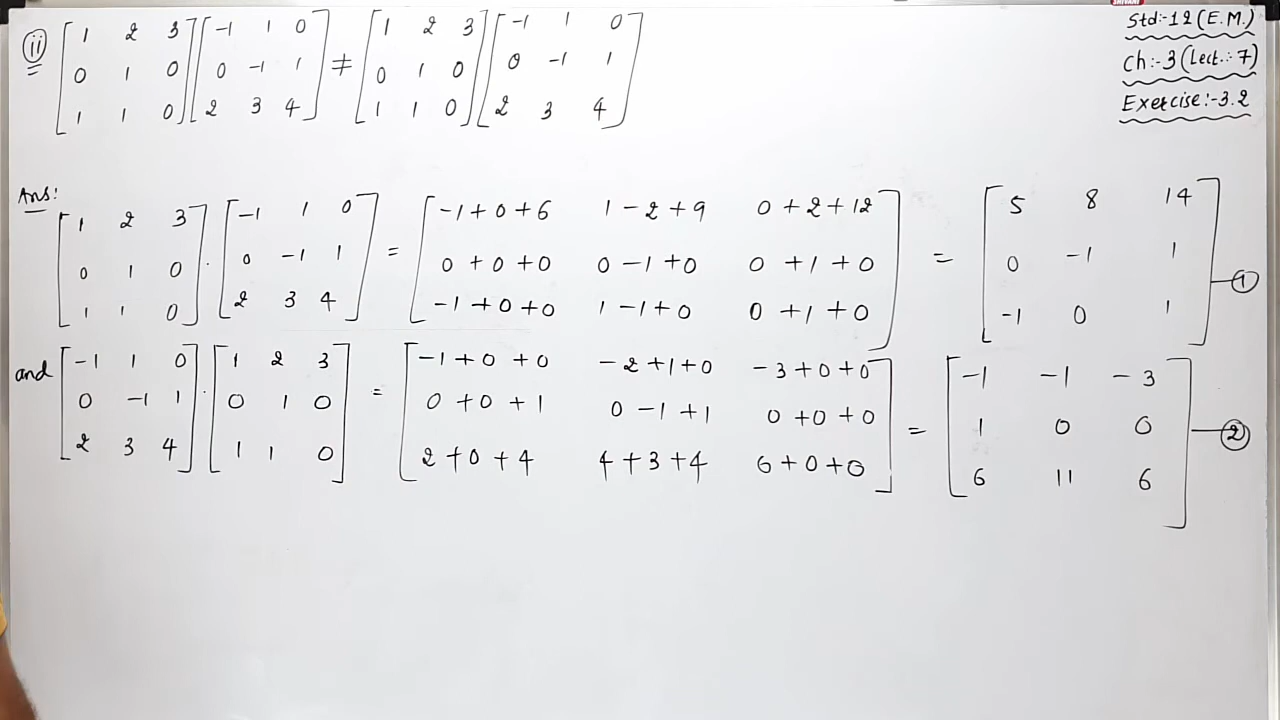 (ii) [1 2 3; 0 1 0; 1 1 0] [-1 1 0; 0 -1 1; 2 3 4] ≠ [1 2 3; 0 1 0; 1 1 0] [-1 1 0; 0 -1 1; 2 3 4]
Std:-12 (E.M.)
Ch:-3 (Lect.:-7)
Exercise:-3.2
Ans:
[1 2 3; 0 1 0; 1 1 0] . [-1 1 0; 0 -1 1; 2 3 4] = [-1+0+6 1-2+9 0+2+12; 0+0+0 0-1+0 0+1+0; -1+0+0 1-1+0 0+1+0] = [5 8 14; 0 -1 1; -1 0 1] — ①
and [-1 1 0; 0 -1 1; 2 3 4] . [1 2 3; 0 1 0; 1 1 0] = [-1+0+0 -2+1+0 -3+0+0; 0+0+1 0-1+1 0+0+0; 2+0+4 4+3+4 6+0+0] = [-1 -1 -3; 1 0 0; 6 11 6] — ②